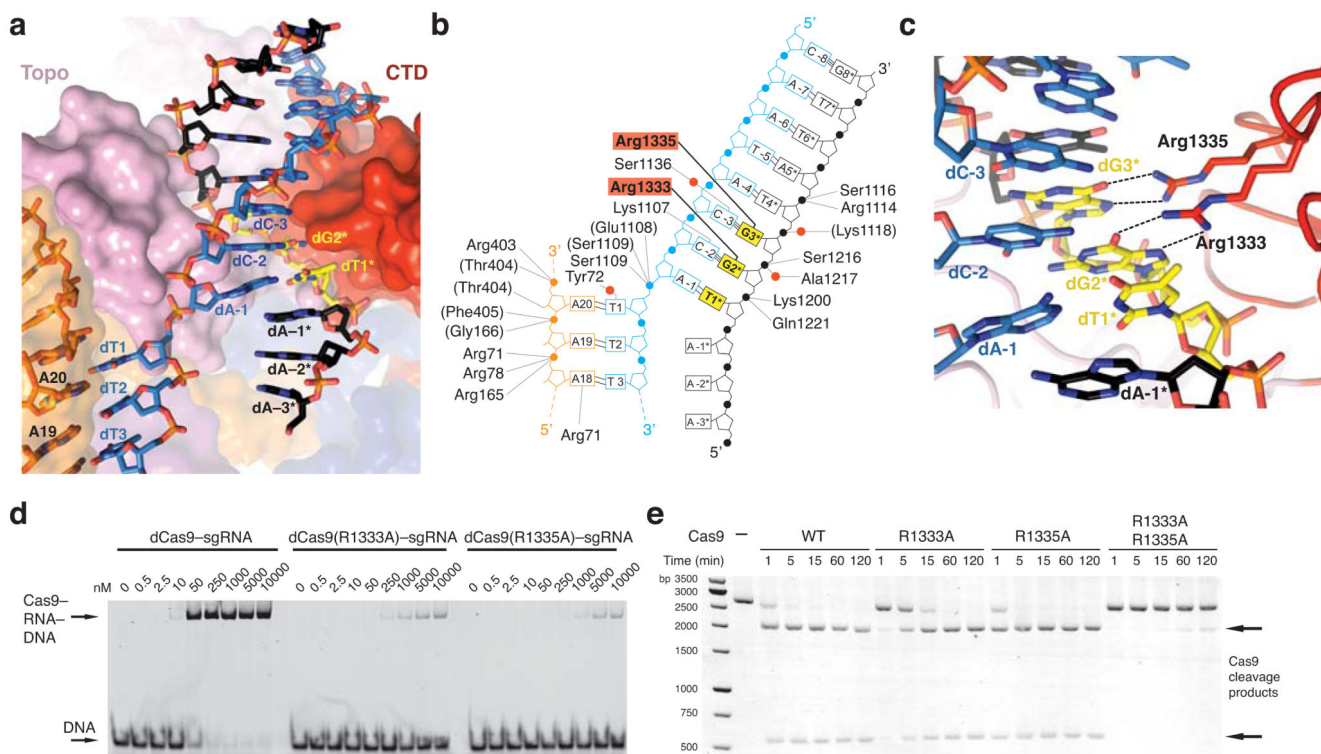 a
Topo
CTD
dC-3
dG2*
dC-2
dT1*
dA-1
dT1
dA–1*
A20
dT2
dA–2*
A19
dT3
dA–3*
b
5'
C -8 G8*
3'
A -7 T7*
A -6 T6*
Arg1335
T -5 A5*
Ser1136
A -4 T4*
Ser1116
Arg1333
Arg1114
Lys1107
C -3 G3*
(Lys1118)
(Glu1108)
Arg403
(Ser1109)
C -2 G2*
Ser1216
(Thr404)
Ser1109
Ala1217
(Thr404)
Tyr72
A -1 T1*
Lys1200
(Phe405)
A20 T1
Gln1221
(Gly166)
Arg71
A19 T2
A -1*
Arg78
A18 T 3
A -2*
Arg165
A -3*
5'
Arg71
3'
5'
c
Arg1335
dG3*
dC-3
Arg1333
dC-2
dG2*
dT1*
dA-1
dA-1*
d
dCas9–sgRNA
dCas9(R1333A)–sgRNA
dCas9(R1335A)–sgRNA
nM
0 0.5 2.5 10 50 250 1000 5000 10000
0 0.5 2.5 10 50 250 1000 5000 10000
0 0.5 2.5 10 50 250 1000 5000 10000
Cas9–
RNA–
DNA
DNA
e
R1333A
Cas9 – WT R1333A R1335A R1335A
Time (min) 1 5 15 60 120 1 5 15 60 120 1 5 15 60 120 1 5 15 60 120
bp 3500
3000
2500
2000
1500
1000
750
500
Cas9
cleavage
products